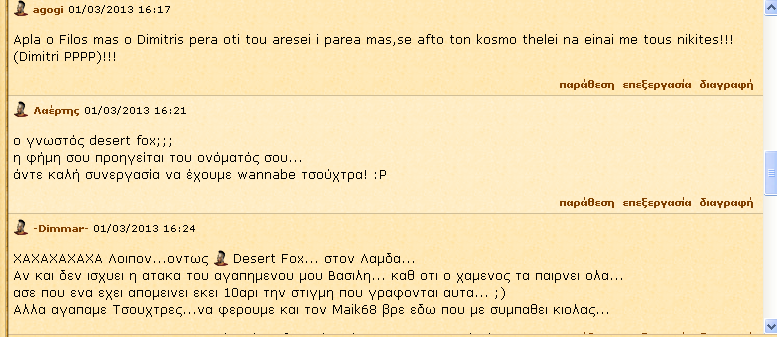 agogi 01/03/2013 16:17
Apla o Filos mas o Dimitris pera oti tou aresei i parea mas,se afto ton kosmo thelei na einai me tous nikites!!!
(Dimitri PPPP)!!!
παράθεση επεξεργασία διαγραφή
Λαέρτης 01/03/2013 16:21
ο γνωστός desert fox;;;
η φήμη σου προηγείται του ονόματός σου...
άντε καλή συνεργασία να έχουμε wannabe τσούχτρα! :P
παράθεση επεξεργασία διαγραφή
-Dimmar- 01/03/2013 16:24
ΧΑΧΑΧΑΧΑΧΑ Λοιπον...οντως Desert Fox... στον Λαμδα...
Αν και δεν ισχυει η ατακα του αγαπημενου μου Βασιλη... καθ οτι ο χαμενος τα παιρνει ολα...
ασε που ενα εχει απομεινει εκει 10αρι την στιγμη που γραφονται αυτα... ;)
Αλλα αγαπαμε Τσουχτρες...να φερουμε και τον Maik68 βρε εδω που με συμπαθει κιολας...